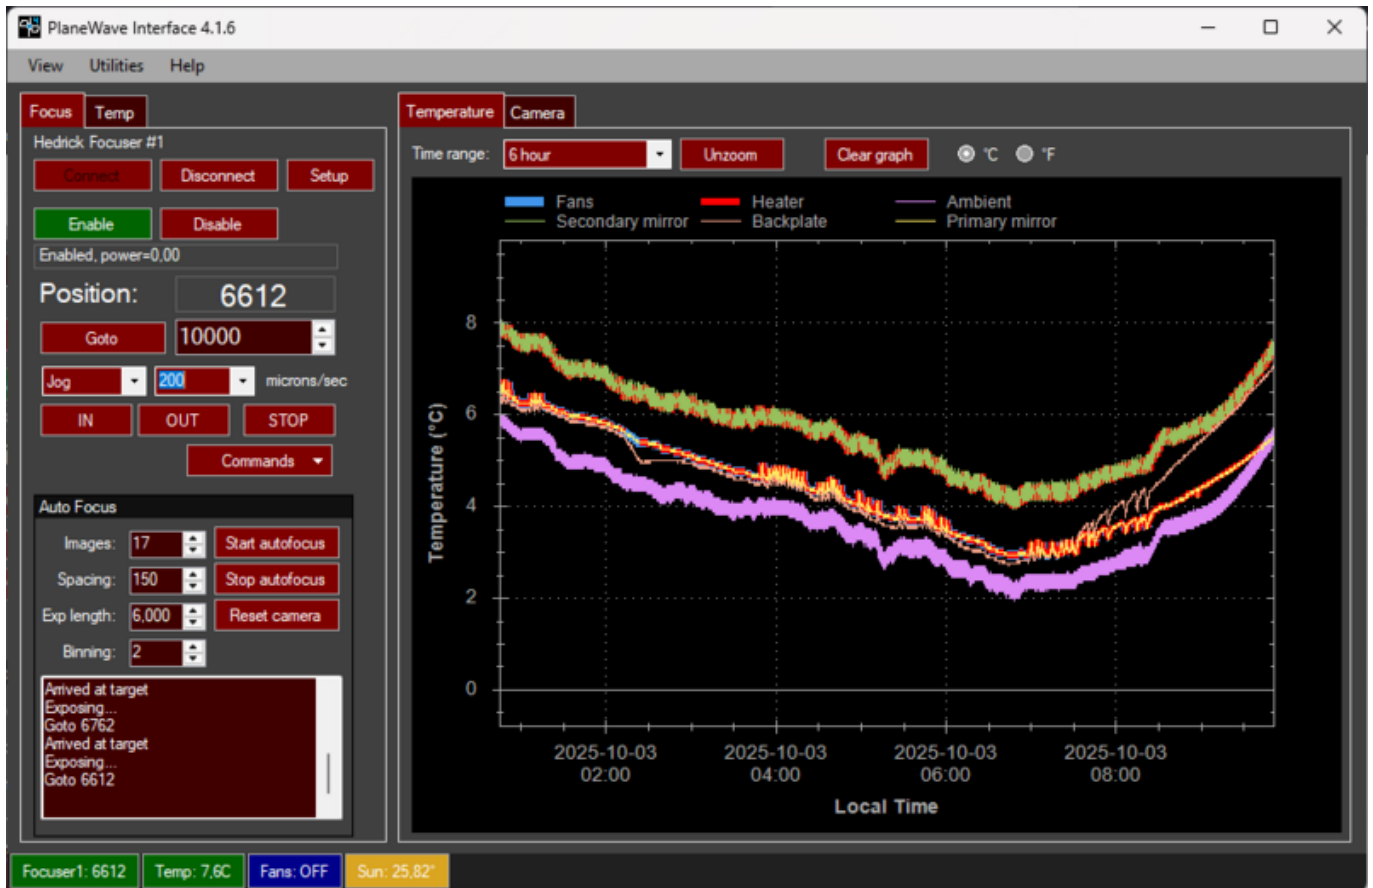 PlaneWave Interface 4.1.6
View Utilities Help
Focus Temp
Hedrick Focuser #1
Connect Disconnect Setup
Enable Disable
Enabled, power=0,00
Position: 6612
Goto 10000
Jog 200 microns/sec
IN OUT STOP
Commands
Auto Focus
Images: 17 Start autofocus
Spacing: 150 Stop autofocus
Exp length: 6,000 Reset camera
Binning: 2
Arrived at target
Exposing...
Goto 6762
Arrived at target
Exposing...
Goto 6612
Temperature Camera
Time range: 6 hour Unzoom Clear graph °C °F
Fans Heater Ambient
Secondary mirror Backplate Primary mirror
Temperature (°C)
8
6
4
2
0
2025-10-03 2025-10-03 2025-10-03 2025-10-03
02:00 04:00 06:00 08:00
Local Time
Focuser1: 6612 Temp: 7,6C Fans: OFF Sun: 25,82°